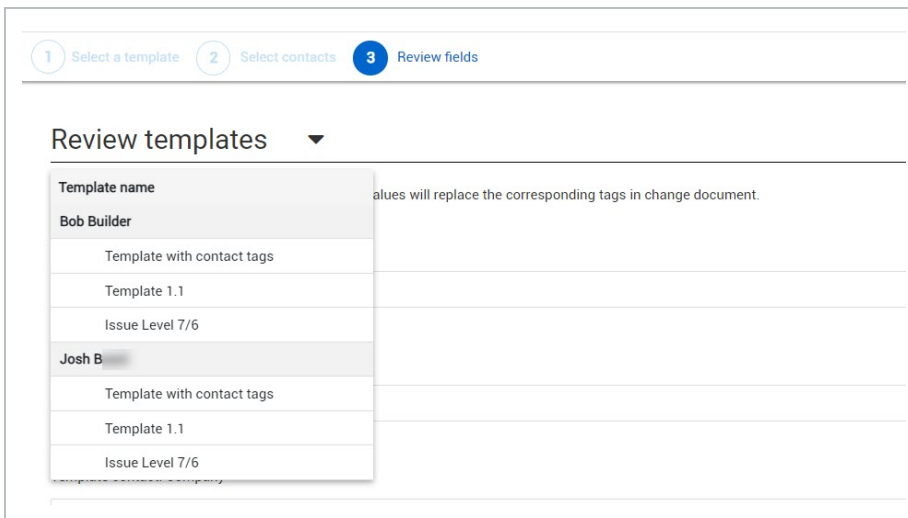 1 Select a template 2 Select contacts 3 Review fields
Review templates
Template name
alues will replace the corresponding tags in change document.
Bob Builder
Template with contact tags
Template 1.1
Issue Level 7/6
Josh B
Template with contact tags
Template 1.1
Issue Level 7/6